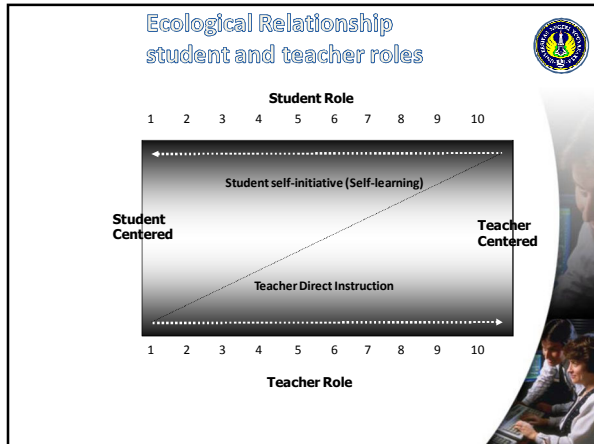 Ecological Relationship
student and teacher roles
Student Role
1 2 3 4 5 6 7 8 9 10
Student self-initiative (Self-learning)
Student
Centered
Teacher
Centered
Teacher Direct Instruction
1 2 3 4 5 6 7 8 9 10
Teacher Role